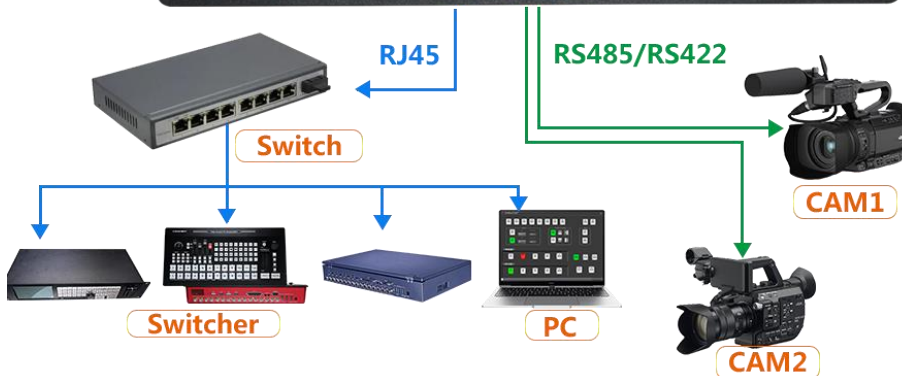 RJ45
RS485/RS422
Switch
CAM1
Switcher
PC
CAM2